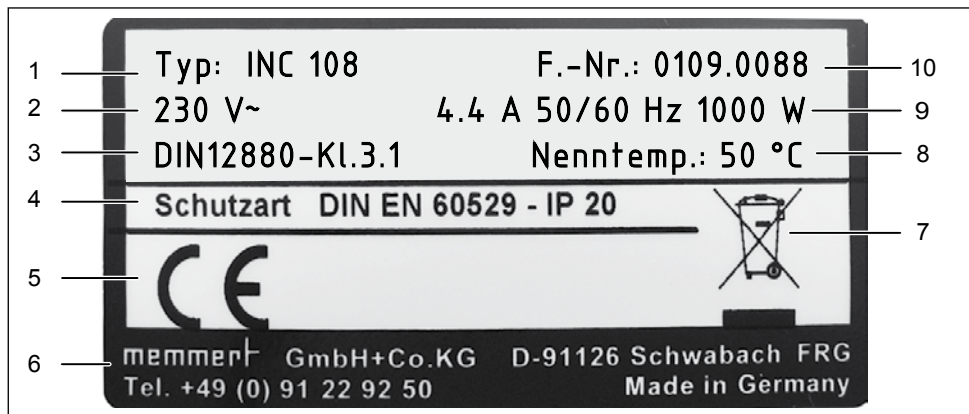 1 Typ: INC 108 F.-Nr.: 0109.0088 10
2 230 V~ 4.4 A 50/60 Hz 1000 W 9
3 DIN12880-Kl.3.1 Nenntemp.: 50 °C 8
4 Schutzart DIN EN 60529 - IP 20
7
5 CE
6 memmert GmbH+Co.KG D-91126 Schwabach FRG
Tel. +49 (0) 91 22 92 50 Made in Germany